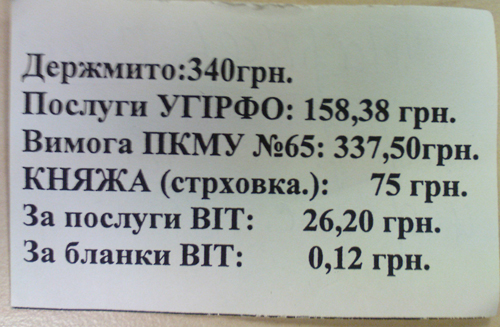 Держмито:340грн.
Послуги УГІРФО: 158,38 грн.
Вимога ПКМУ №65: 337,50грн.
КНЯЖА (стрховка.): 75 грн.
За послуги ВІТ: 26,20 грн.
За бланки ВІТ: 0,12 грн.